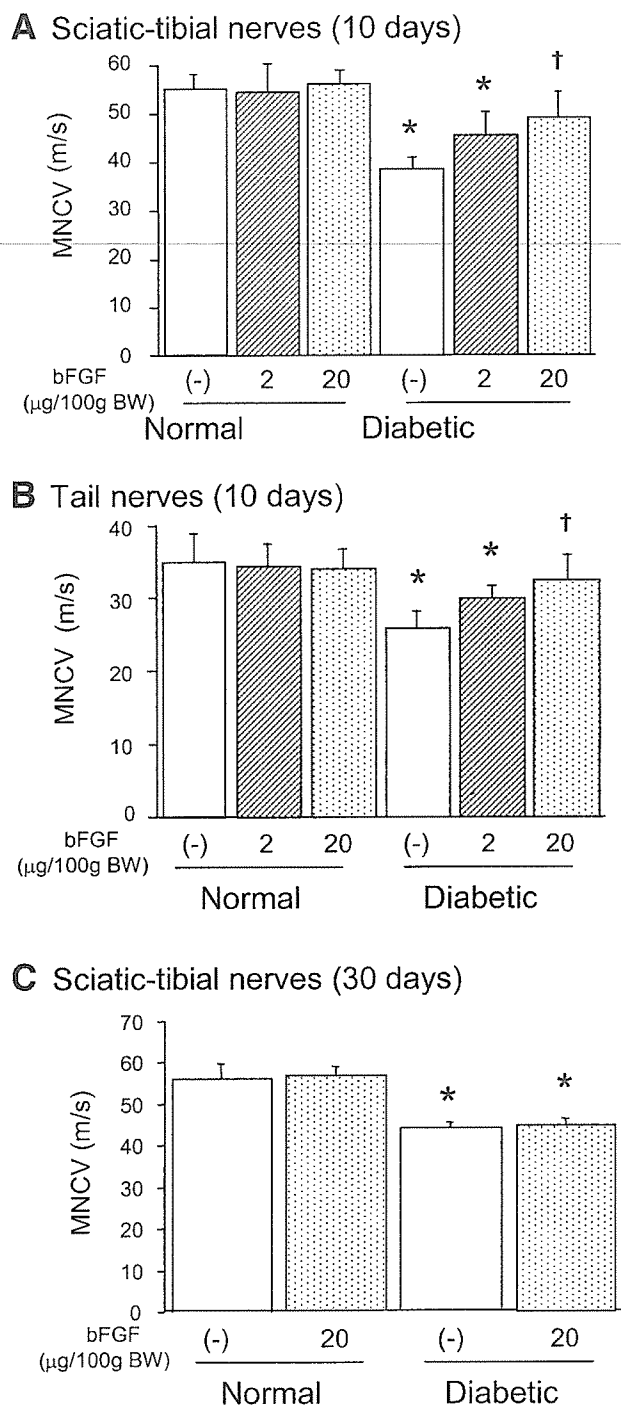 A Sciatic-tibial nerves (10 days)
60
50
40
30
20
10
0
MNCV (m/s)
* * †
bFGF (-) 2 20 (-) 2 20
(μg/100g BW)
Normal Diabetic
B Tail nerves (10 days)
40
30
20
10
0
MNCV (m/s)
* * †
bFGF (-) 2 20 (-) 2 20
(μg/100g BW)
Normal Diabetic
C Sciatic-tibial nerves (30 days)
70
60
50
40
30
20
10
0
MNCV (m/s)
* *
bFGF (-) 20 (-) 20
(μg/100g BW)
Normal Diabetic